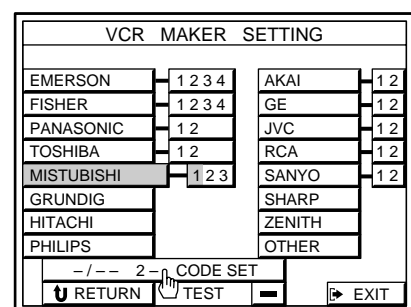 VCR MAKER SETTING
EMERSON 1 2 3 4 AKAI 1 2
FISHER 1 2 3 4 GE 1 2
PANASONIC 1 2 JVC 1 2
TOSHIBA 1 2 RCA 1 2
MISTUBISHI 1 2 3 SANYO 1 2
GRUNDIG SHARP
HITACHI ZENITH
PHILIPS OTHER
–/–– 2– CODE SET
RETURN TEST – EXIT